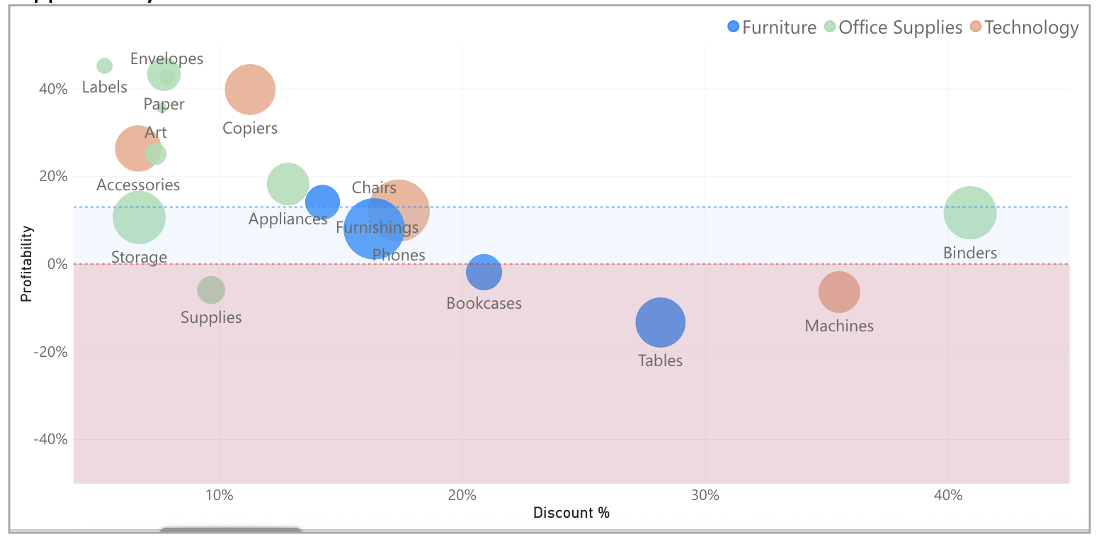 Furniture Office Supplies Technology
Envelopes
Labels
40%
Paper
Copiers
Art
20%
Accessories
Chairs
Appliances
Furnishings
Storage
Phones
Binders
0%
Profitability
Bookcases
Supplies
Machines
-20%
Tables
-40%
10% 20% 30% 40%
Discount %